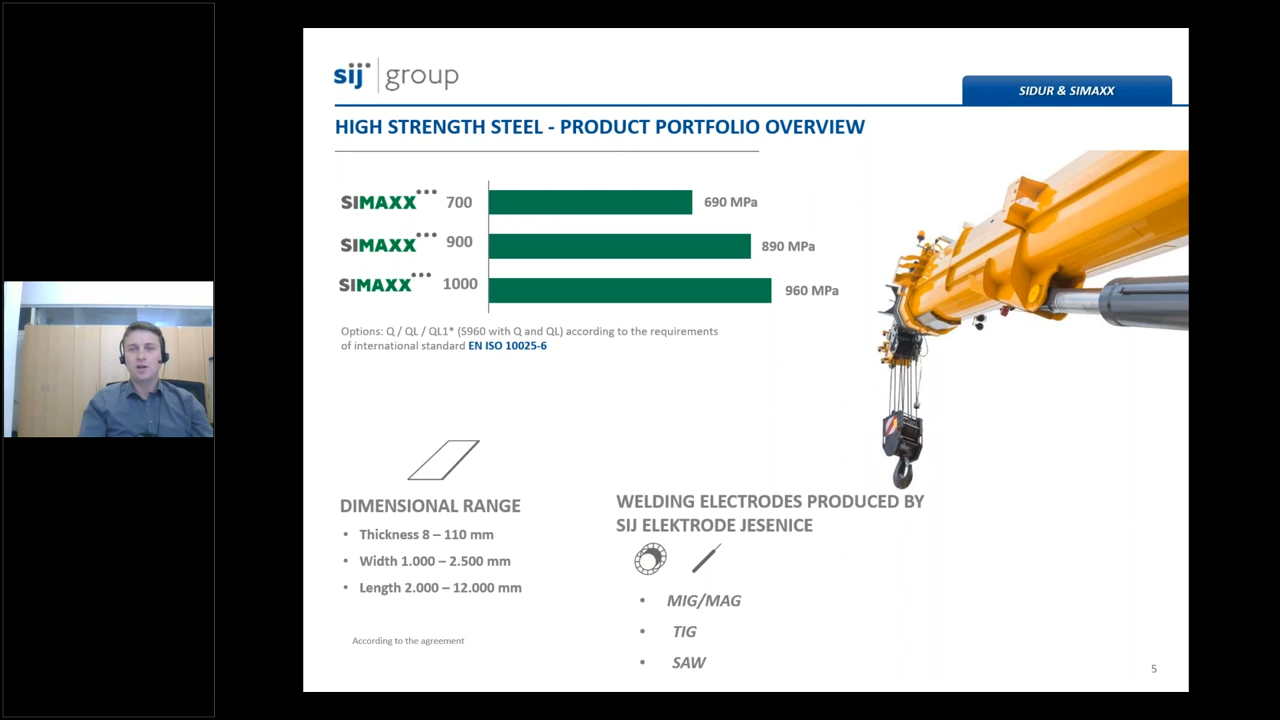 sij group
SIDUR & SIMAXX
HIGH STRENGTH STEEL - PRODUCT PORTFOLIO OVERVIEW
SIMAXX 700 690 MPa
SIMAXX 900 890 MPa
SIMAXX 1000 960 MPa
Options: Q / QL / QL1* (S960 with Q and QL) according to the requirements
of international standard EN ISO 10025-6
DIMENSIONAL RANGE
• Thickness 8 – 110 mm
• Width 1.000 – 2.500 mm
• Length 2.000 – 12.000 mm
According to the agreement
WELDING ELECTRODES PRODUCED BY
SIJ ELEKTRODE JESENICE
• MIG/MAG
• TIG
• SAW
5